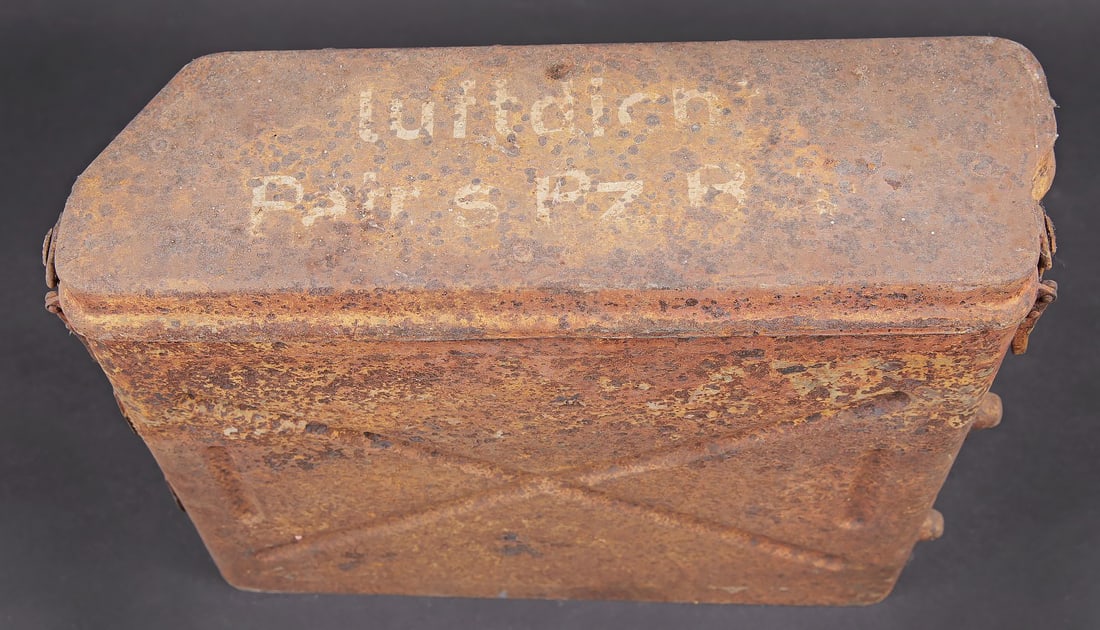 luftdicht
Patr. s Pz B